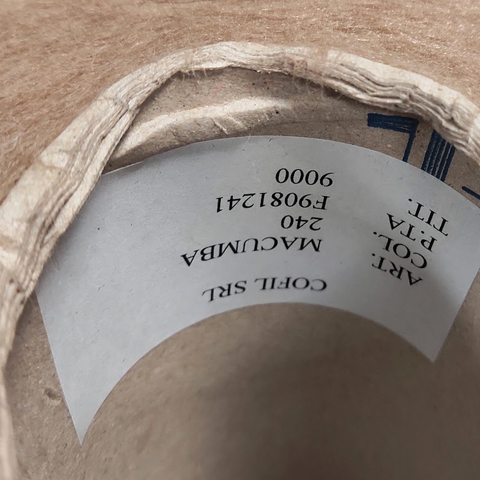 COFIL SRL
ART. MACUMBA
COL. 240
P.TA F9081241
TIT. 9000